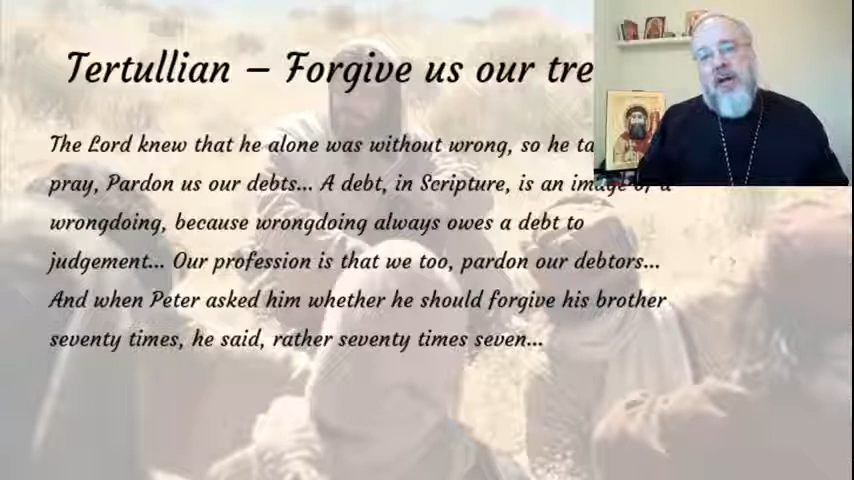 Tertullian – Forgive us our tre
The Lord knew that he alone was without wrong, so he ta
pray, Pardon us our debts... A debt, in Scripture, is an image of a
wrongdoing, because wrongdoing always owes a debt to
judgement... Our profession is that we too, pardon our debtors...
And when Peter asked him whether he should forgive his brother
seventy times, he said, rather seventy times seven...